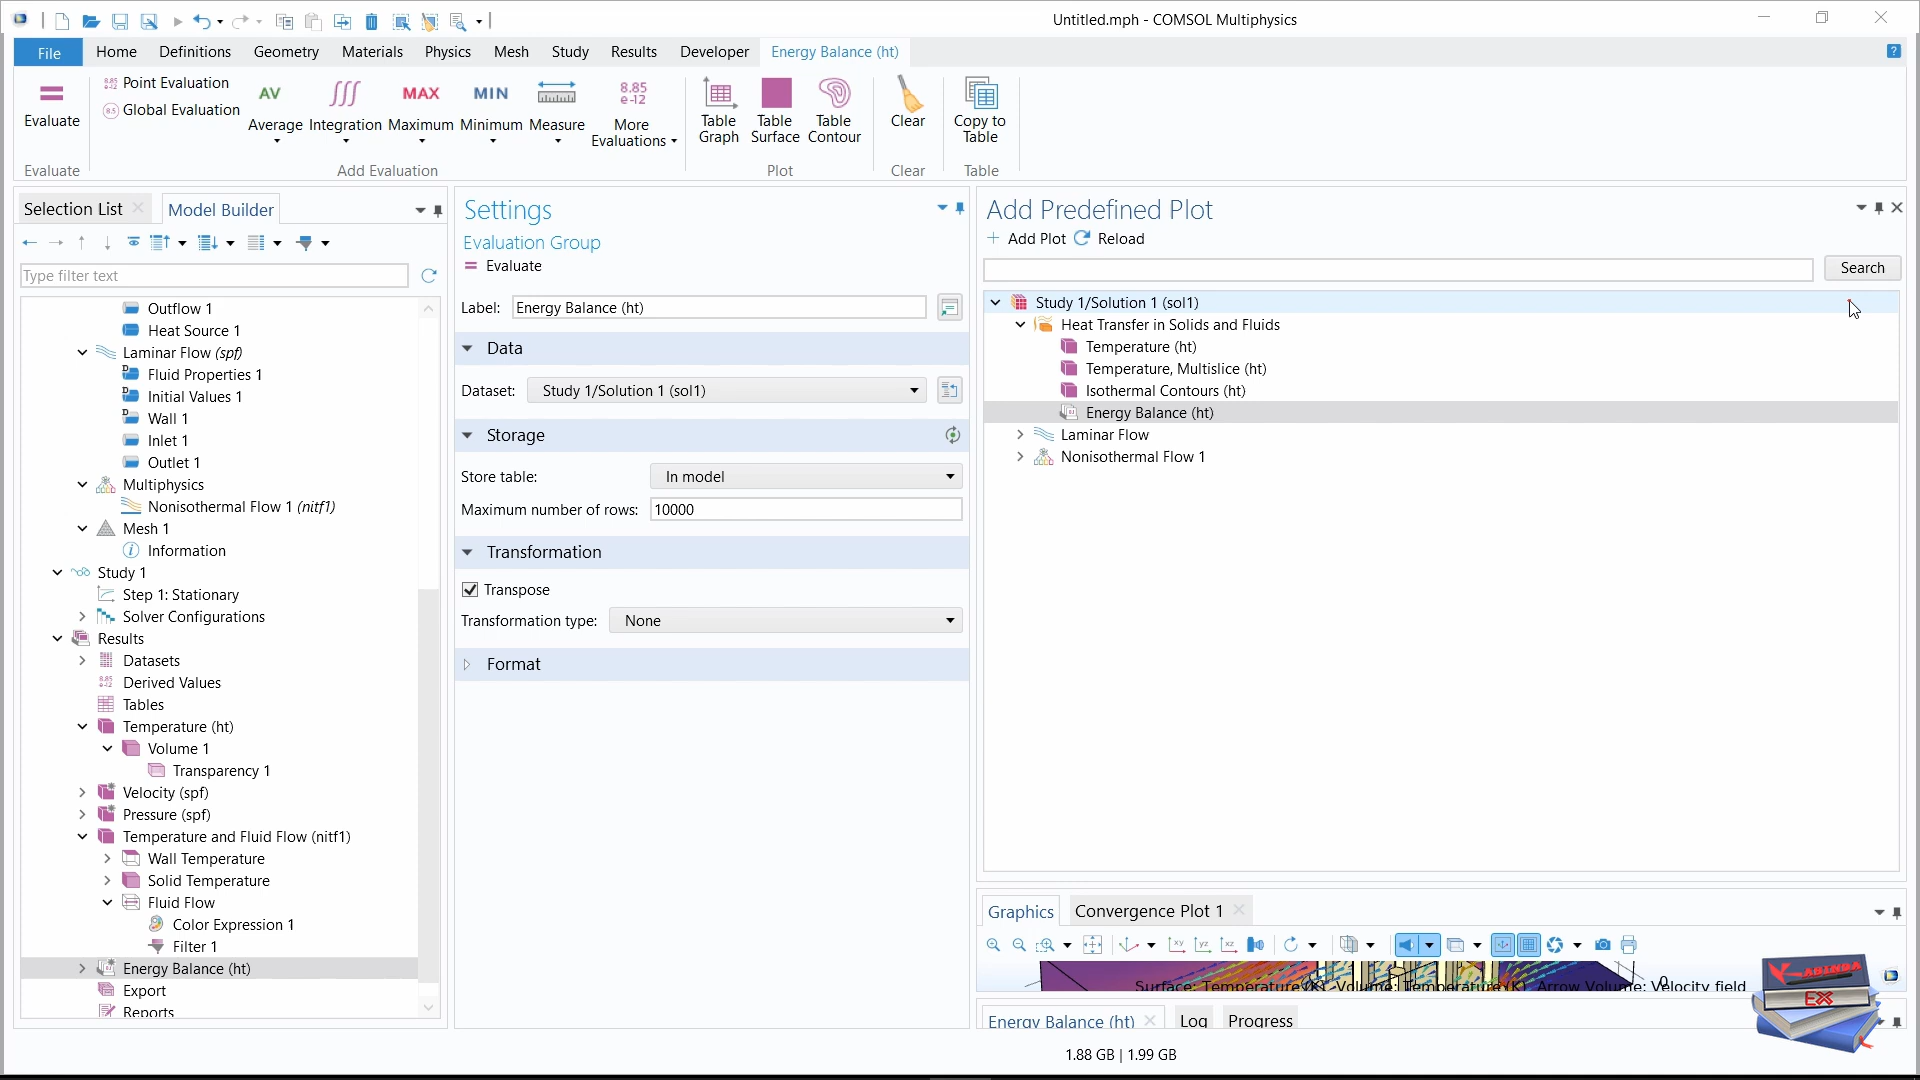 Untitled.mph - COMSOL Multiphysics
File Home Definitions Geometry Materials Physics Mesh Study Results Developer Energy Balance (ht)
Evaluate
Point Evaluation
Global Evaluation
Average
Integration
Maximum
Minimum
Measure
More Evaluations
AV
MAX
MIN
8.85 e-12
Table Graph
Table Surface
Table Contour
Clear
Copy to Table
Evaluate
Add Evaluation
Plot
Clear
Table
Selection List
Model Builder
Type filter text
Outflow 1
Heat Source 1
Laminar Flow (spf)
Fluid Properties 1
Initial Values 1
Wall 1
Inlet 1
Outlet 1
Multiphysics
Nonisothermal Flow 1 (nitf1)
Mesh 1
Information
Study 1
Step 1: Stationary
Solver Configurations
Results
Datasets
Derived Values
Tables
Temperature (ht)
Volume 1
Transparency 1
Velocity (spf)
Pressure (spf)
Temperature and Fluid Flow (nitf1)
Wall Temperature
Solid Temperature
Fluid Flow
Color Expression 1
Filter 1
Energy Balance (ht)
Export
Reports
Settings
Evaluation Group
Evaluate
Label: Energy Balance (ht)
Data
Dataset: Study 1/Solution 1 (sol1)
Storage
Store table: In model
Maximum number of rows: 10000
Transformation
Transpose
Transformation type: None
Format
Add Predefined Plot
Add Plot Reload
Search
Study 1/Solution 1 (sol1)
Heat Transfer in Solids and Fluids
Temperature (ht)
Temperature, Multislice (ht)
Isothermal Contours (ht)
Energy Balance (ht)
Laminar Flow
Nonisothermal Flow 1
Graphics
Convergence Plot 1
Surface: Temperature (K) Volume: Temperature (K) Arrow Volume: Velocity field
0
Energy Balance (ht) Log Progress
KABINDA
EX
1.88 GB | 1.99 GB